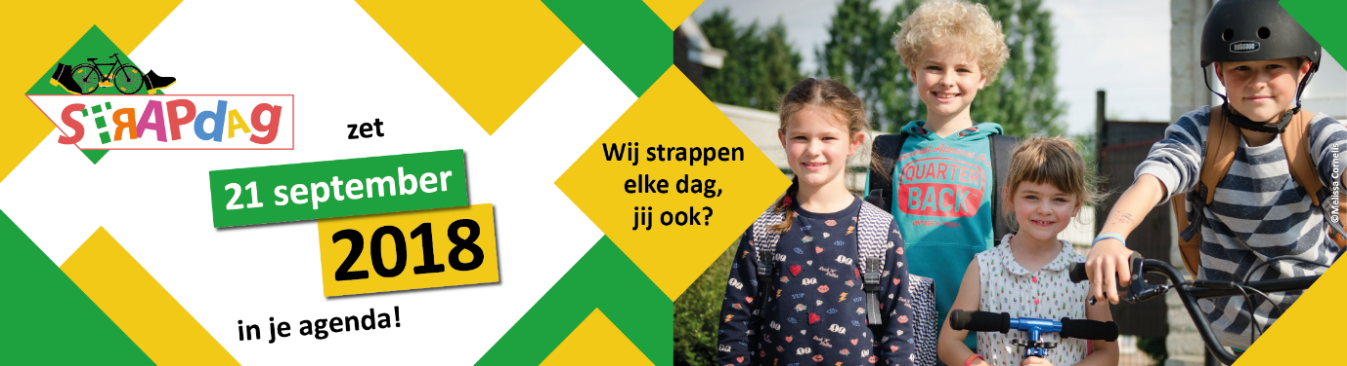 STRAPdAg
zet
21 september
2018
in je agenda!
Wij strappen
elke dag,
jij ook?
QUARTER
BACK
©Melissa Cornelis